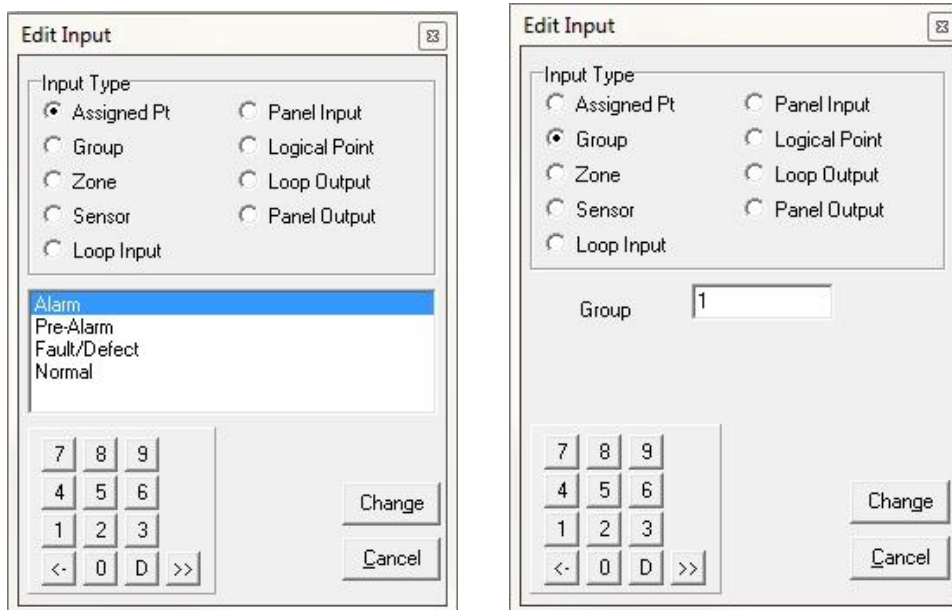 Edit Input
Input Type
Assigned Pt Panel Input
Group Logical Point
Zone Loop Output
Sensor Panel Output
Loop Input
Alarm
Pre-Alarm
Fault/Defect
Normal
7 8 9
4 5 6
1 2 3
<- 0 D >>
Change
Cancel
Edit Input
Input Type
Assigned Pt Panel Input
Group Logical Point
Zone Loop Output
Sensor Panel Output
Loop Input
Group 1
7 8 9
4 5 6
1 2 3
<- 0 D >>
Change
Cancel